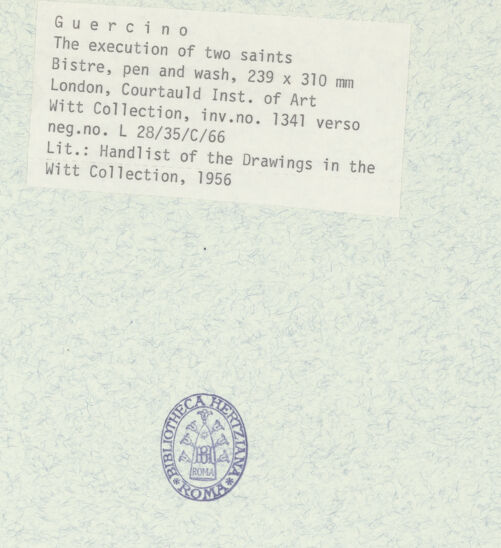 G u e r c i n o
The execution of two saints
Bistre, pen and wash, 239 x 310 mm
London, Courtauld Inst. of Art
Witt Collection, inv.no. 1341 verso
neg.no. L 28/35/C/66
Lit.: Handlist of the Drawings in the
Witt Collection, 1956
BIBLIOTHECA HERTZIANA
ROMA
* ROMA *